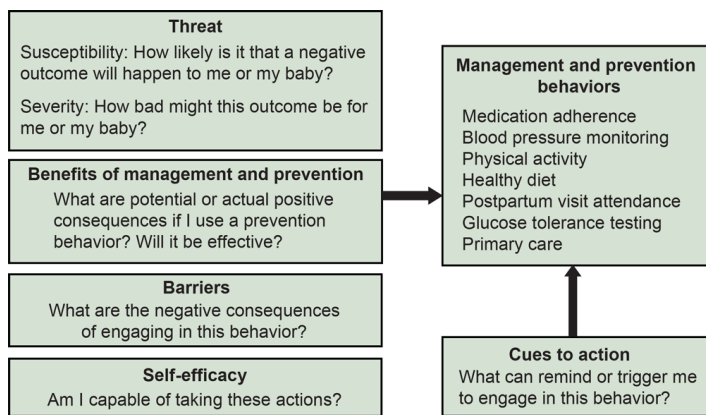 Threat
Susceptibility: How likely is it that a negative
outcome will happen to me or my baby?
Severity: How bad might this outcome be for
me or my baby?
Benefits of management and prevention
What are potential or actual positive
consequences if I use a prevention
behavior? Will it be effective?
Barriers
What are the negative consequences
of engaging in this behavior?
Self-efficacy
Am I capable of taking these actions?
Management and prevention
behaviors
Medication adherence
Blood pressure monitoring
Physical activity
Healthy diet
Postpartum visit attendance
Glucose tolerance testing
Primary care
Cues to action
What can remind or trigger me
to engage in this behavior?